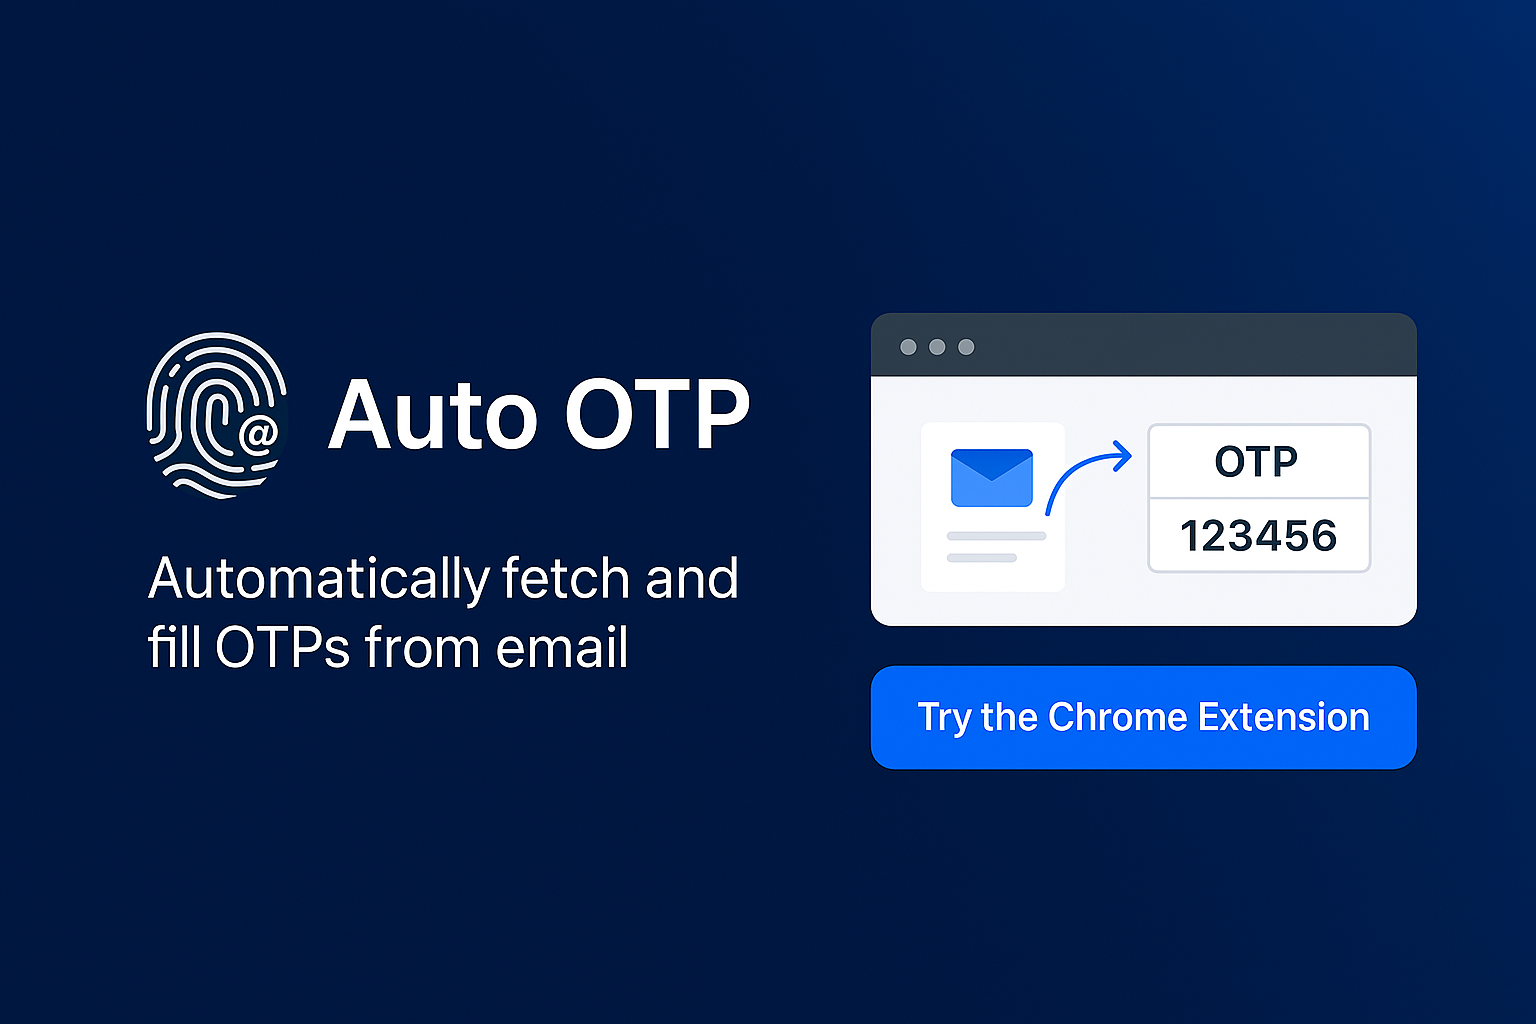 @
Auto OTP
Automatically fetch and
fill OTPs from email
OTP
123456
Try the Chrome Extension